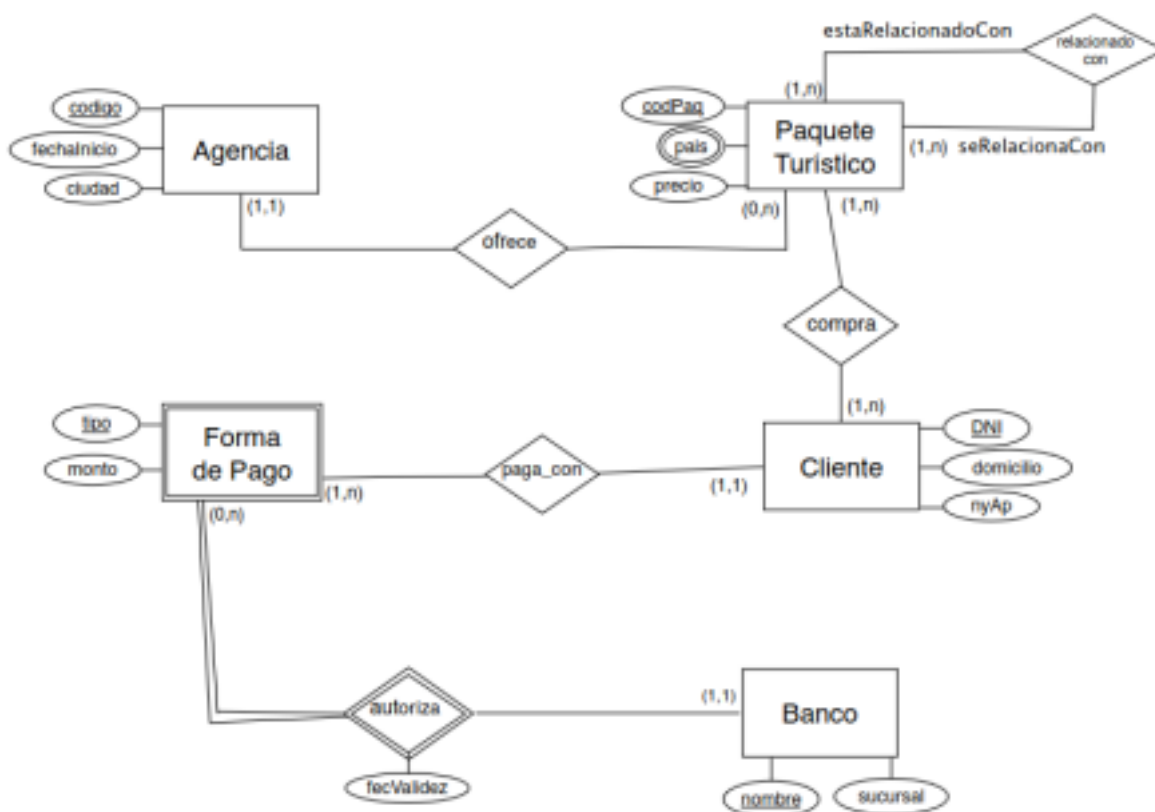 estaRelacionadoCon
relacionado
con
(1,n)
codigo
fechaInicio
ciudad
Agencia
(1,1)
codPaq
pais
precio
Paquete
Turístico
(1,n) seRelacionaCon
(0,n)
(1,n)
ofrece
compra
(1,n)
tipo
monto
Forma
de Pago
(1,n)
(0,n)
paga_con
(1,1)
Cliente
DNI
domicilio
nyAp
autoriza
fecValidez
(1,1)
Banco
nombre
sucursal